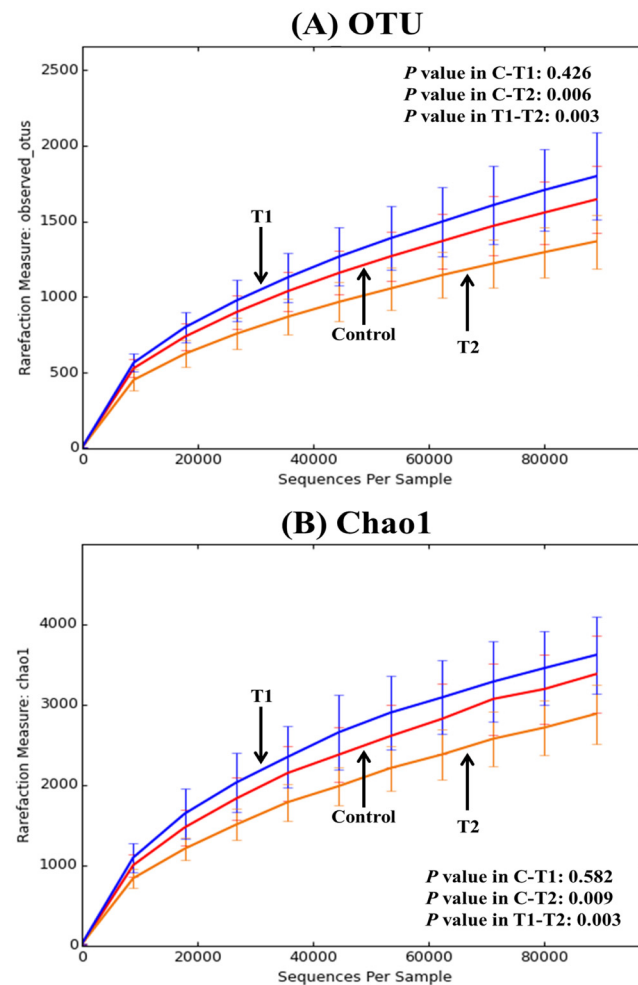 (A) OTU
P value in C-T1: 0.426
P value in C-T2: 0.006
P value in T1-T2: 0.003
Rarefaction Measure: observed_otus
2500
2000
1500
1000
500
0
T1
Control
T2
0 20000 40000 60000 80000
Sequences Per Sample
(B) Chao1
Rarefaction Measure: chao1
4000
3000
2000
1000
0
T1
Control
T2
P value in C-T1: 0.582
P value in C-T2: 0.009
P value in T1-T2: 0.003
0 20000 40000 60000 80000
Sequences Per Sample